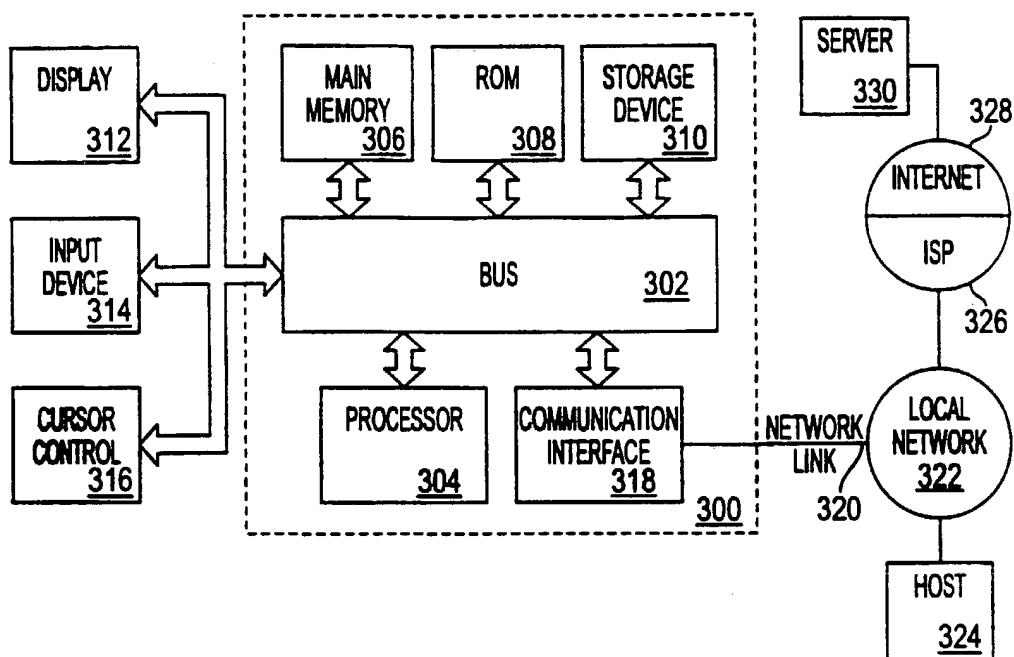 DISPLAY
312
INPUT
DEVICE
314
CURSOR
CONTROL
316
MAIN
MEMORY
306
ROM
308
STORAGE
DEVICE
310
BUS
302
PROCESSOR
304
COMMUNICATION
INTERFACE
318
300
NETWORK
LINK
320
SERVER
330
328
INTERNET
ISP
326
LOCAL
NETWORK
322
HOST
324